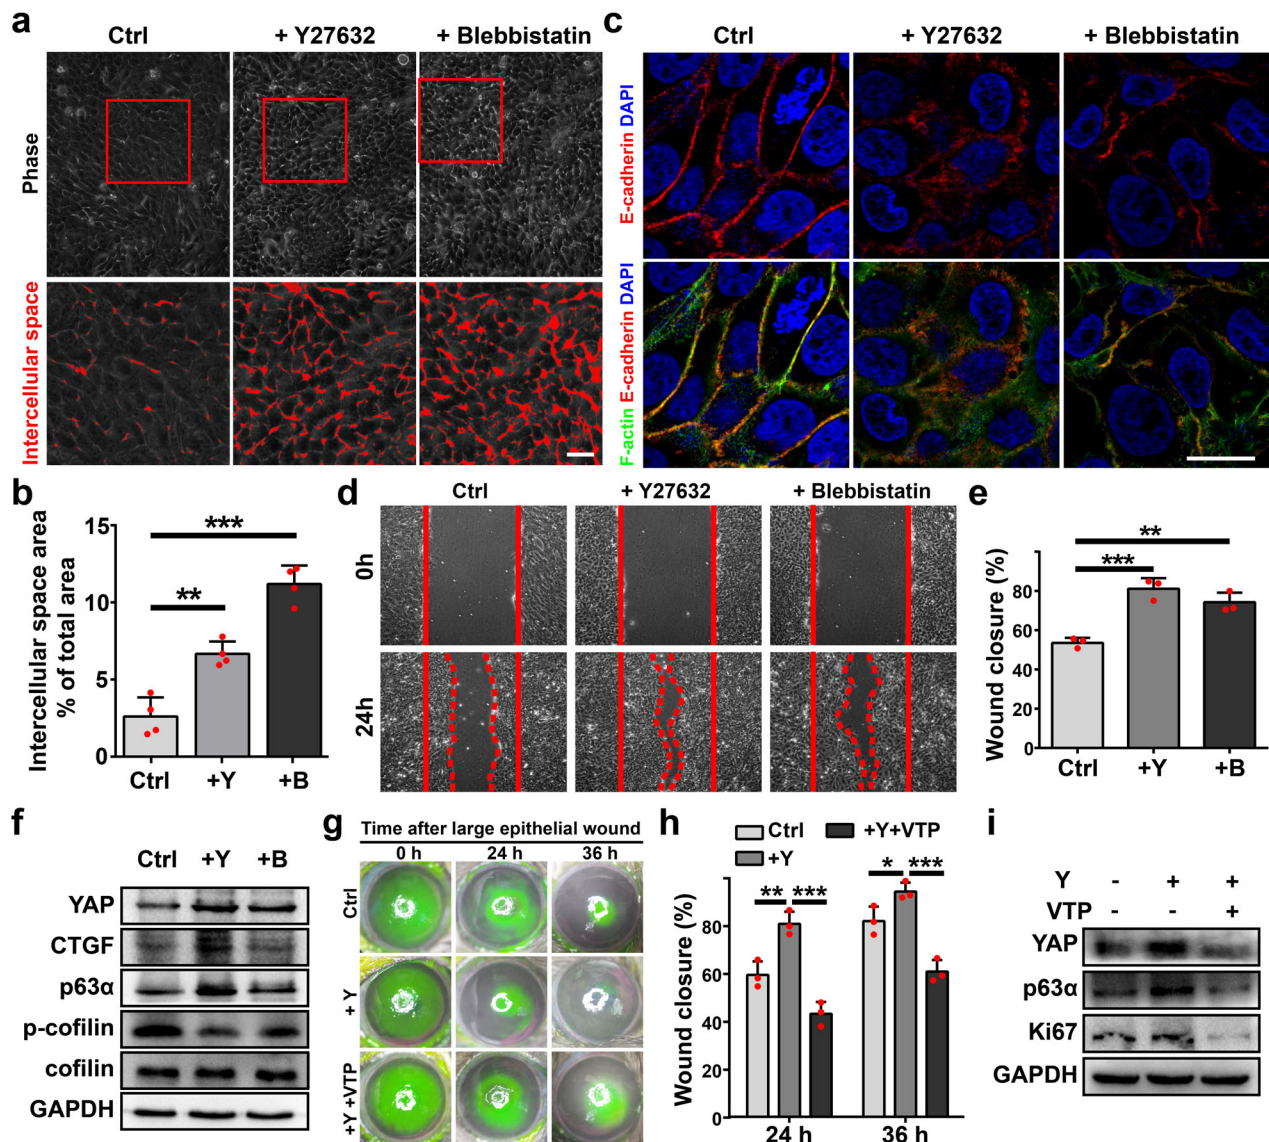 a
Ctrl
+ Y27632
+ Blebbistatin
Phase
Intercellular space
c
Ctrl
+ Y27632
+ Blebbistatin
E-cadherin DAPI
F-actin E-cadherin DAPI
b
Intercellular space area
% of total area
15
10
5
0
***
**
Ctrl
+Y
+B
d
Ctrl
+ Y27632
+ Blebbistatin
0h
24h
e
Wound closure (%)
80
60
40
20
0
**
***
Ctrl
+Y
+B
f
Ctrl
+Y
+B
YAP
CTGF
p63α
p-cofilin
cofilin
GAPDH
g
Time after large epithelial wound
0 h
24 h
36 h
Ctrl
+Y
+Y +VTP
h
Ctrl
+Y+VTP
+Y
Wound closure (%)
80
60
40
20
0
**
***
*
***
24 h
36 h
i
Y - + +
VTP - - +
YAP
p63α
Ki67
GAPDH